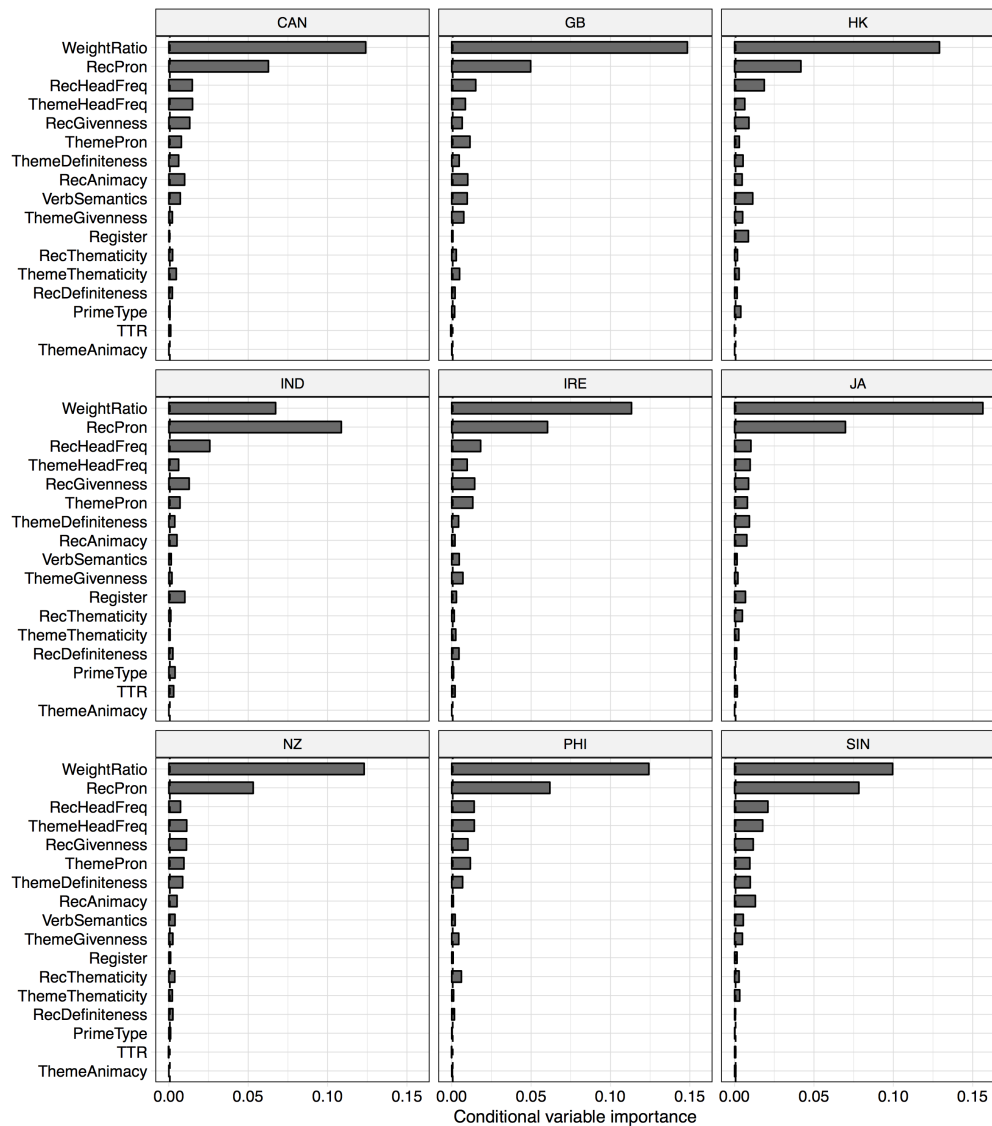 CAN GB HK
WeightRatio
RecPron
RecHeadFreq
ThemeHeadFreq
RecGivenness
ThemePron
ThemeDefiniteness
RecAnimacy
VerbSemantics
ThemeGivenness
Register
RecThematicity
ThemeThematicity
RecDefiniteness
PrimeType
TTR
ThemeAnimacy
IND IRE JA
WeightRatio
RecPron
RecHeadFreq
ThemeHeadFreq
RecGivenness
ThemePron
ThemeDefiniteness
RecAnimacy
VerbSemantics
ThemeGivenness
Register
RecThematicity
ThemeThematicity
RecDefiniteness
PrimeType
TTR
ThemeAnimacy
NZ PHI SIN
WeightRatio
RecPron
RecHeadFreq
ThemeHeadFreq
RecGivenness
ThemePron
ThemeDefiniteness
RecAnimacy
VerbSemantics
ThemeGivenness
Register
RecThematicity
ThemeThematicity
RecDefiniteness
PrimeType
TTR
ThemeAnimacy
0.00 0.05 0.10 0.15 0.00 0.05 0.10 0.15 0.00 0.05 0.10 0.15
Conditional variable importance